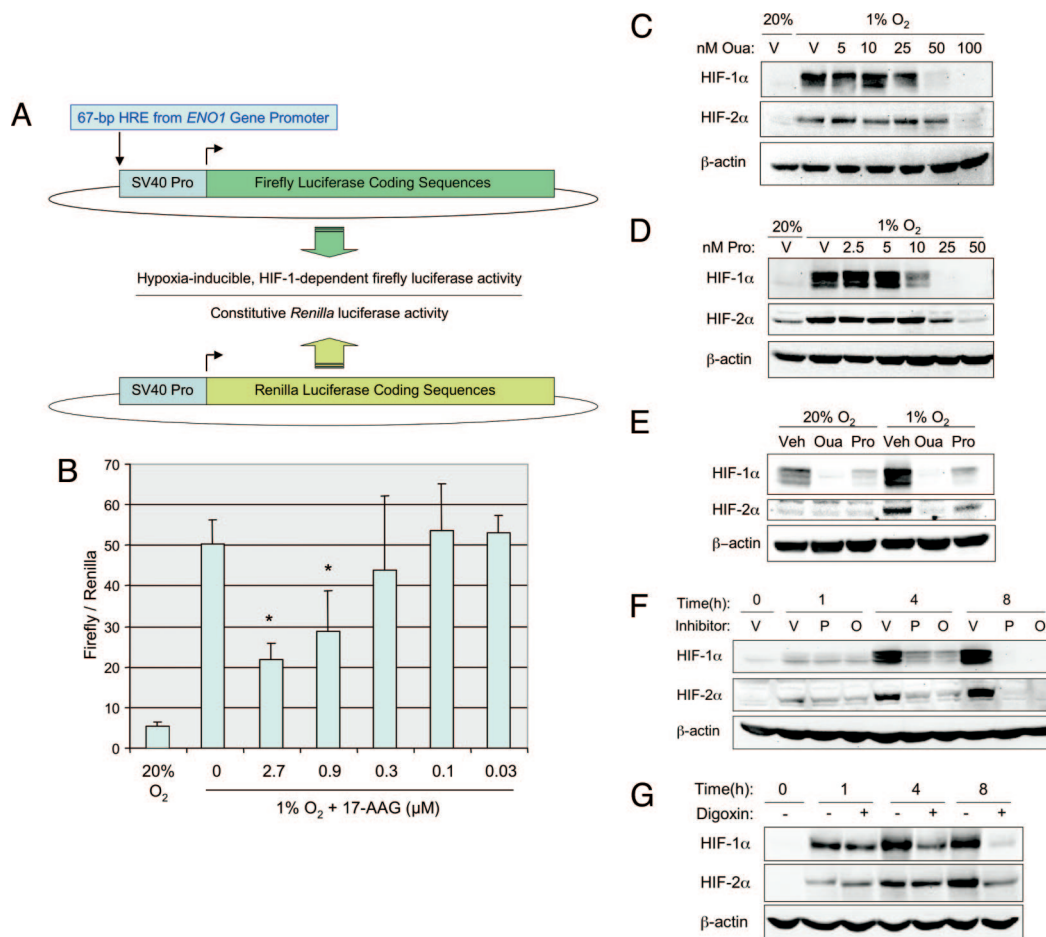 A
67-bp HRE from ENO1 Gene Promoter
SV40 Pro
Firefly Luciferase Coding Sequences
Hypoxia-inducible, HIF-1-dependent firefly luciferase activity
Constitutive Renilla luciferase activity
SV40 Pro
Renilla Luciferase Coding Sequences
B
Firefly / Renilla
70
60
50
40
30
20
10
0
* *
20% O2
0 2.7 0.9 0.3 0.1 0.03
1% O2 + 17-AAG (µM)
C
20% 1% O2
nM Oua: V V 5 10 25 50 100
HIF-1α
HIF-2α
β-actin
D
20% 1% O2
nM Pro: V V 2.5 5 10 25 50
HIF-1α
HIF-2α
β-actin
E
20% O2 1% O2
Veh Oua Pro Veh Oua Pro
HIF-1α
HIF-2α
β-actin
F
Time(h): 0 1 4 8
Inhibitor: V V P O V P O V P O
HIF-1α
HIF-2α
β-actin
G
Time(h): 0 1 4 8
Digoxin: - - + - + - +
HIF-1α
HIF-2α
β-actin